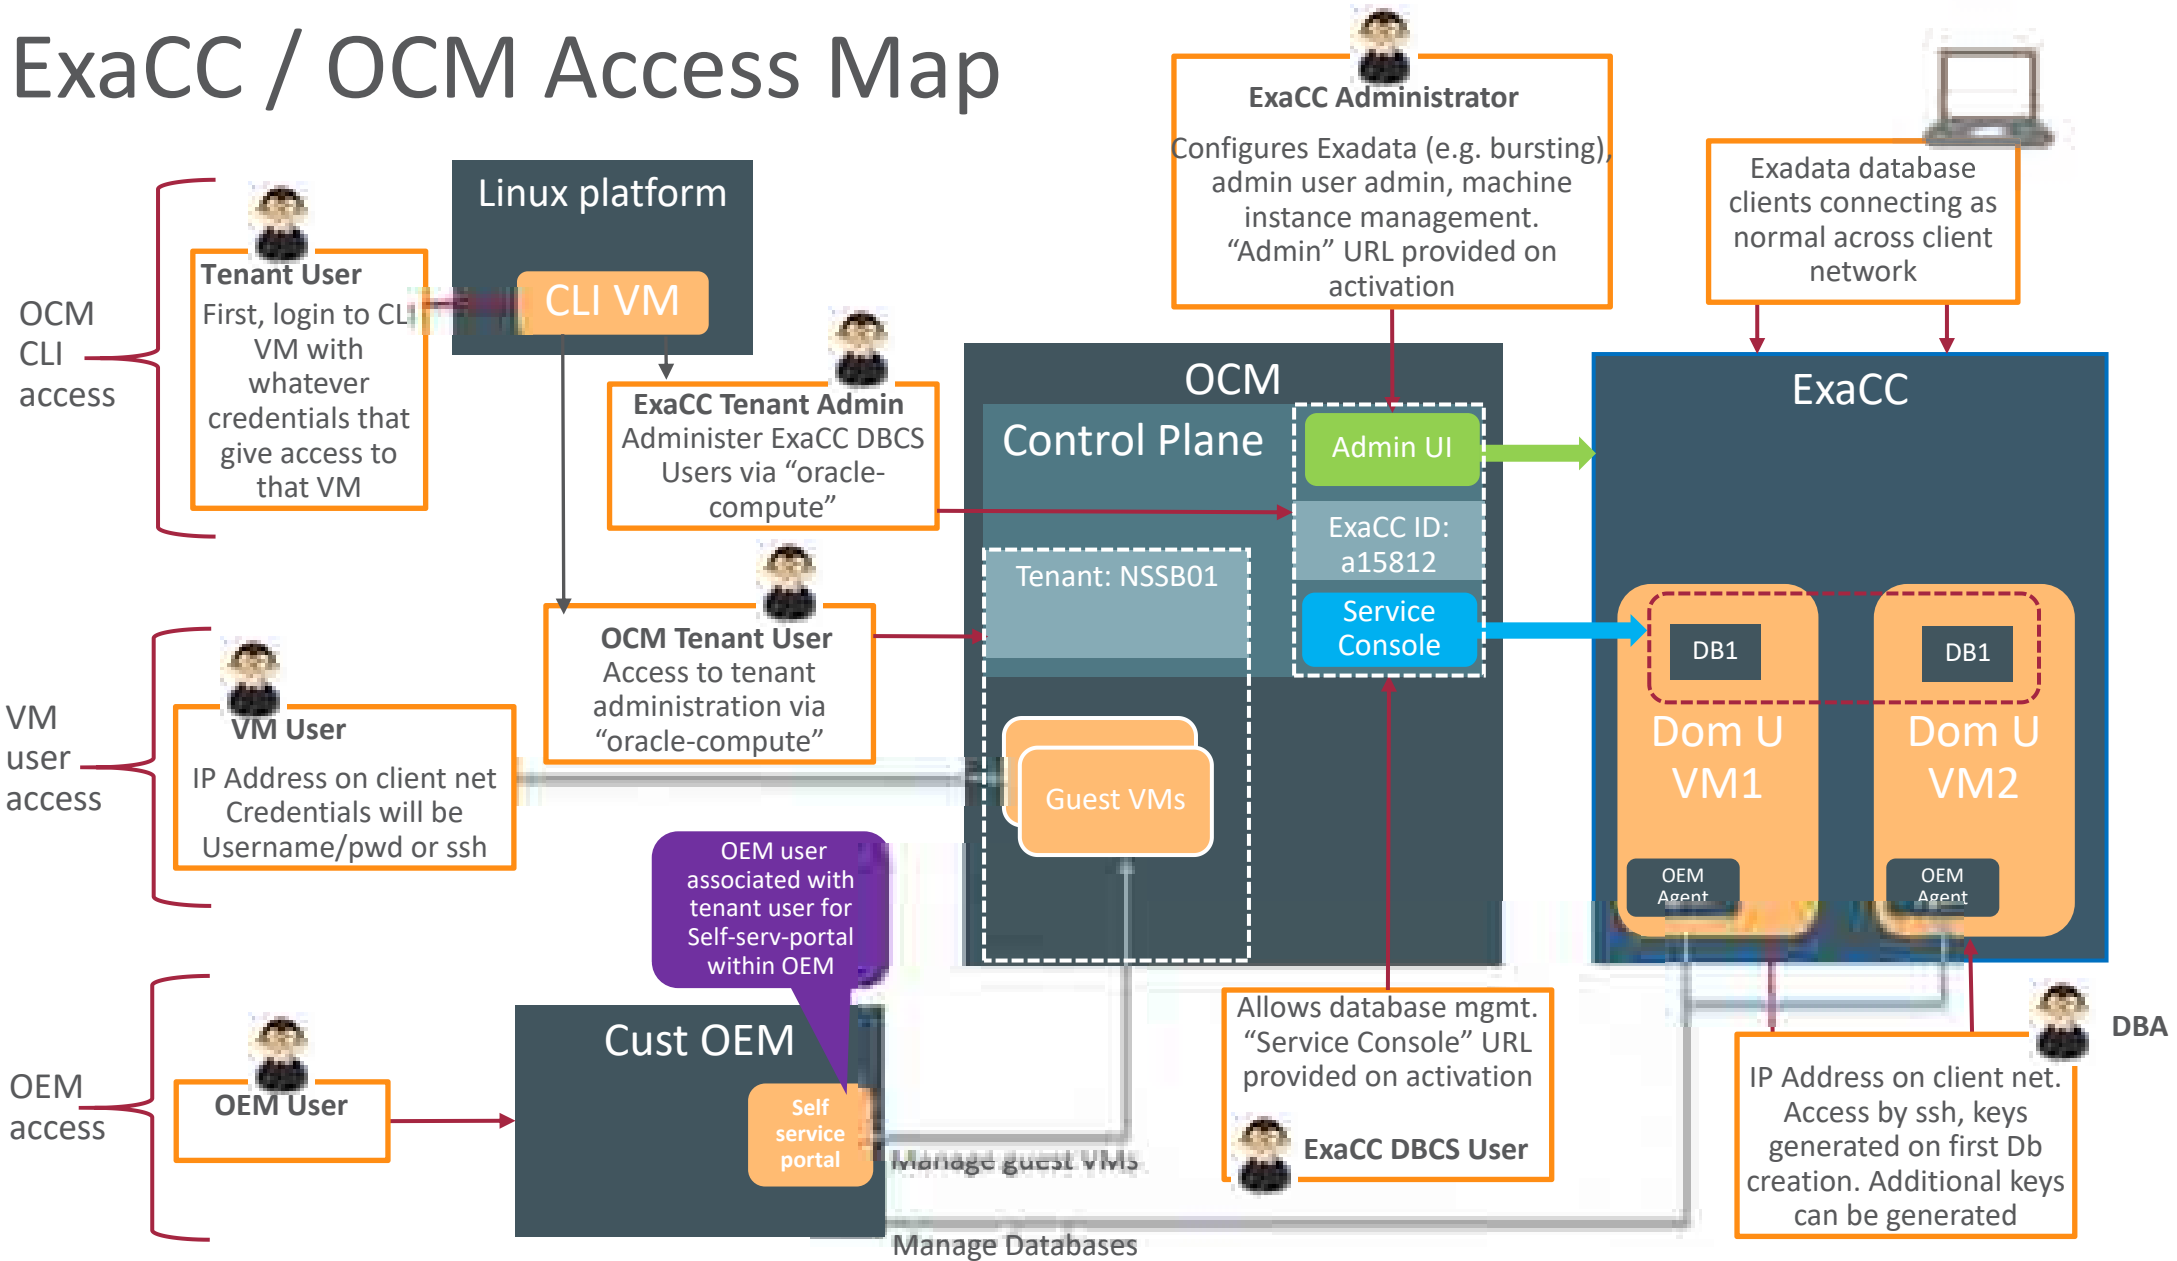 ExaCC / OCM Access Map
ExaCC Administrator
Configures Exadata (e.g. bursting),
admin user admin, machine
instance management.
“Admin” URL provided on
activation
Exadata database
clients connecting as
normal across client
network
OCM
CLI
access
Tenant User
First, login to CLI
VM with
whatever
credentials that
give access to
that VM
Linux platform
CLI VM
ExaCC Tenant Admin
Administer ExaCC DBCS
Users via “oracle-
compute”
OCM Tenant User
Access to tenant
administration via
“oracle-compute”
OCM
Control Plane
Admin UI
ExaCC ID:
a15812
Service
Console
Tenant: NSSB01
Guest VMs
ExaCC
DB1
DB1
Dom U
VM1
Dom U
VM2
OEM
Agent
OEM
Agent
VM
user
access
VM User
IP Address on client net
Credentials will be
Username/pwd or ssh
OEM user
associated with
tenant user for
Self-serv-portal
within OEM
OEM
access
OEM User
Cust OEM
Self
service
portal
Manage guest VMs
Manage Databases
Allows database mgmt.
“Service Console” URL
provided on activation
ExaCC DBCS User
DBA
IP Address on client net.
Access by ssh, keys
generated on first Db
creation. Additional keys
can be generated